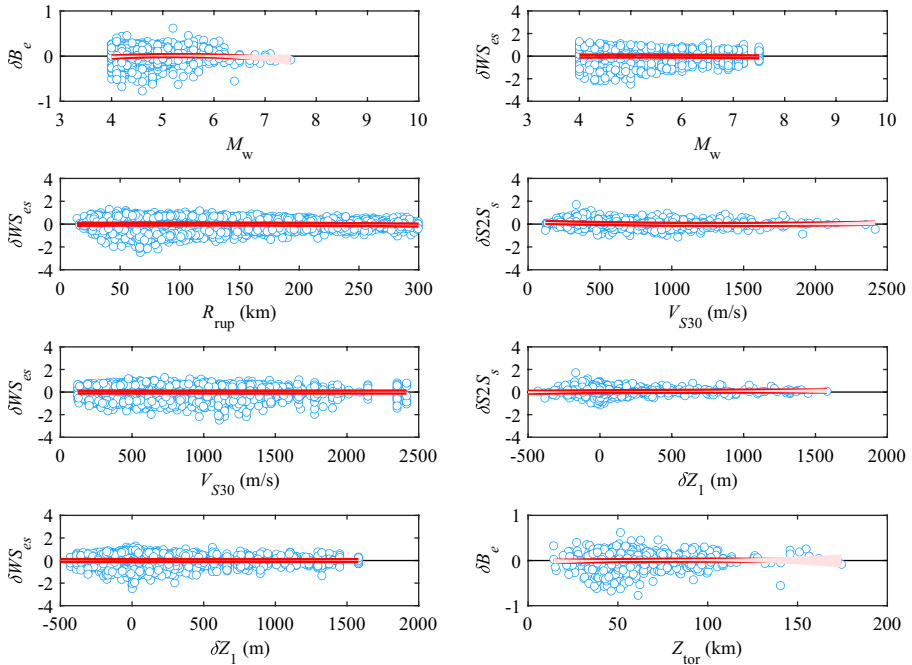 1
0
-1
δB_e
3 4 5 6 7 8 9 10
M_w
4
2
0
-2
-4
δWS_es
3 4 5 6 7 8 9 10
M_w
4
2
0
-2
-4
δWS_es
0 50 100 150 200 250 300
R_rup (km)
4
2
0
-2
-4
δS2S_s
0 500 1000 1500 2000 2500
V_S30 (m/s)
4
2
0
-2
-4
δWS_es
0 500 1000 1500 2000 2500
V_S30 (m/s)
4
2
0
-2
-4
δS2S_s
-500 0 500 1000 1500 2000
δZ_1 (m)
4
2
0
-2
-4
δWS_es
-500 0 500 1000 1500 2000
δZ_1 (m)
1
0
-1
δB_e
0 50 100 150 200
Z_tor (km)